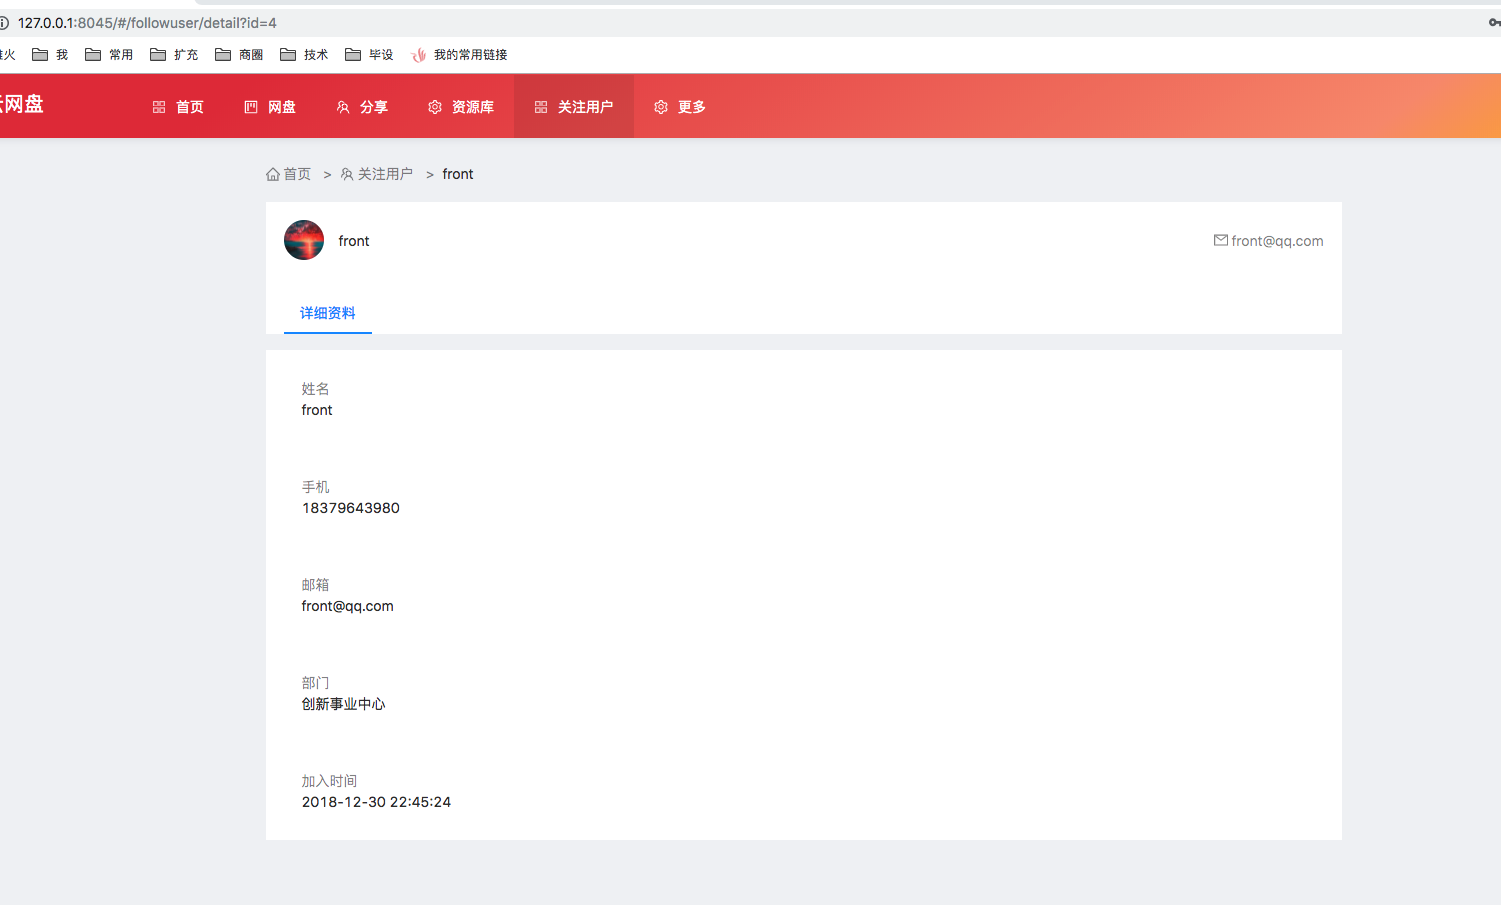 127.0.0.1:8045/#/followuser/detail?id=4
火 我 常用 扩充 商圈 技术 毕设 我的常用链接
网盘 首页 网盘 分享 资源库 关注用户 更多
首页 > 关注用户 > front
front front@qq.com
详细资料
姓名
front
手机
18379643980
邮箱
front@qq.com
部门
创新事业中心
加入时间
2018-12-30 22:45:24